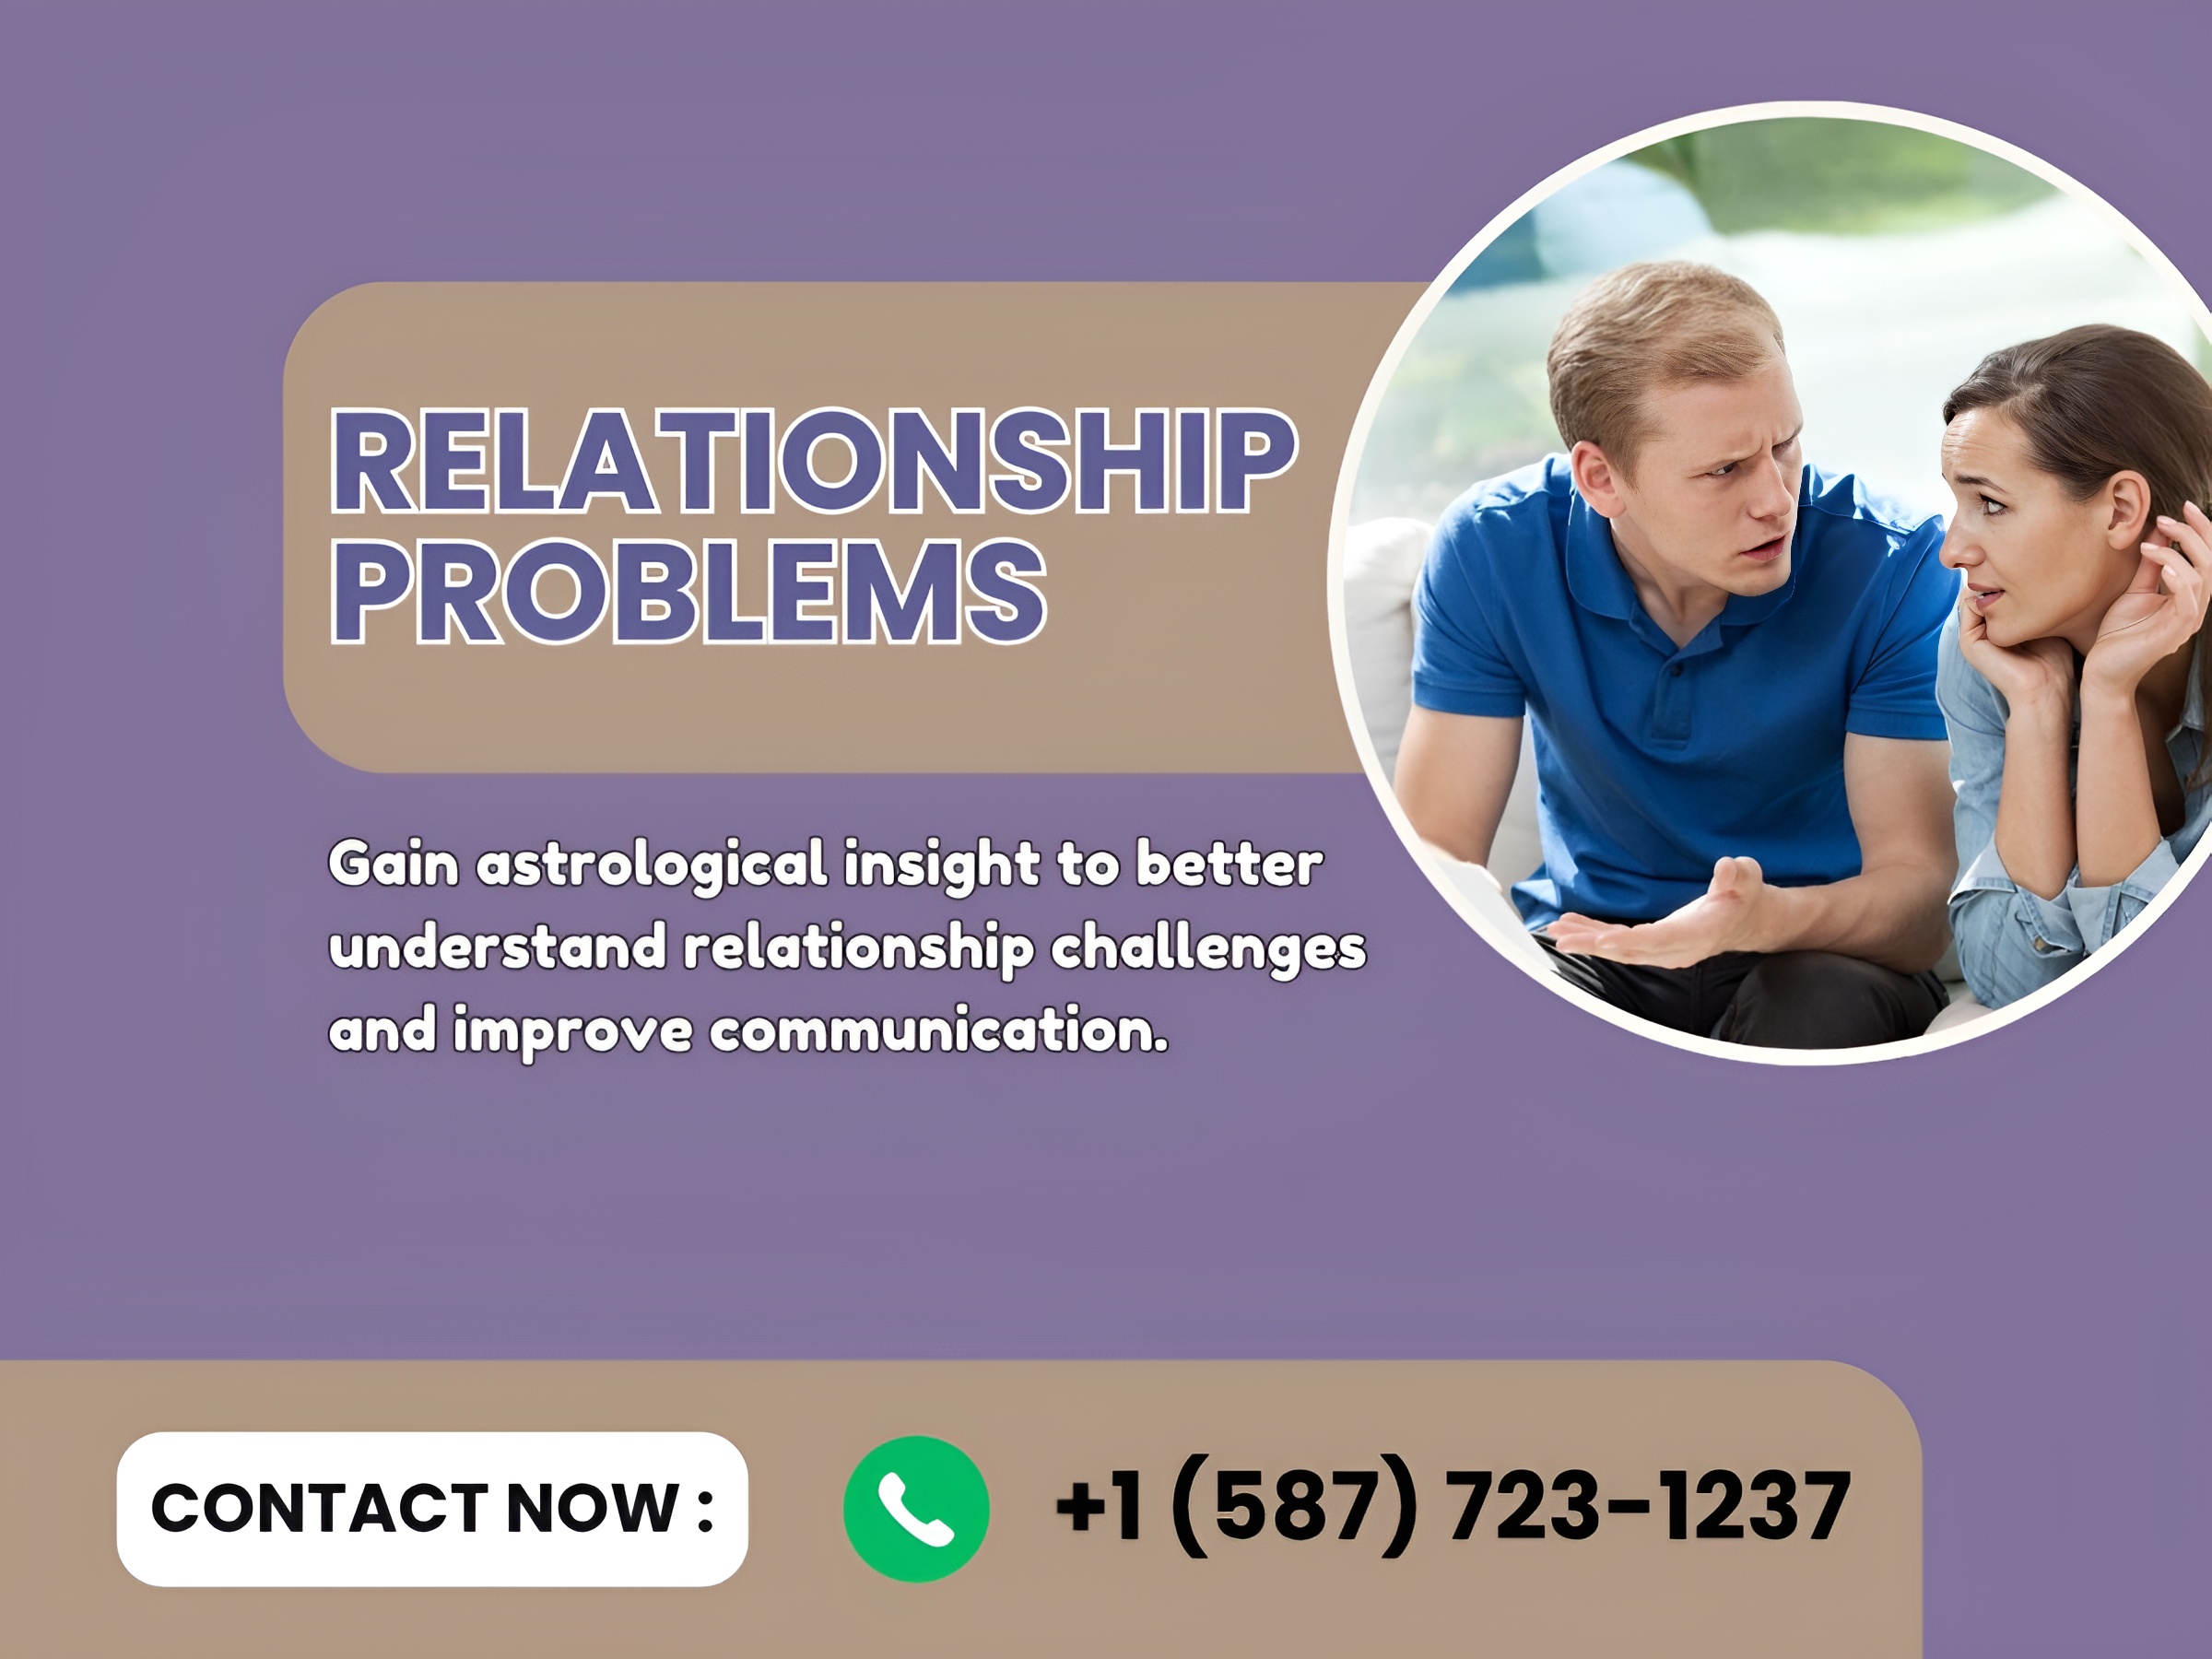 RELATIONSHIP
PROBLEMS
Gain astrological insight to better
understand relationship challenges
and improve communication.
CONTACT NOW :
+1 (587) 723-1237